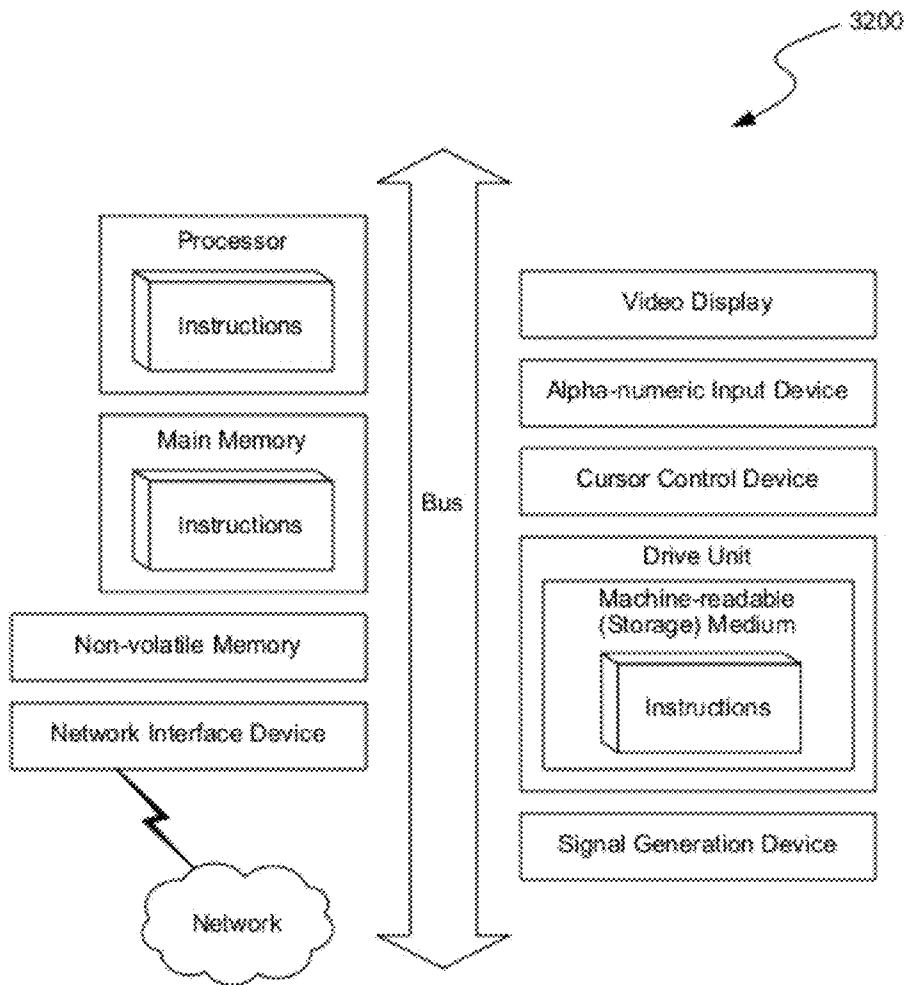 3200
Processor
Instructions
Main Memory
Instructions
Non-volatile Memory
Network Interface Device
Network
Bus
Video Display
Alpha-numeric Input Device
Cursor Control Device
Drive Unit
Machine-readable
(Storage) Medium
Instructions
Signal Generation Device